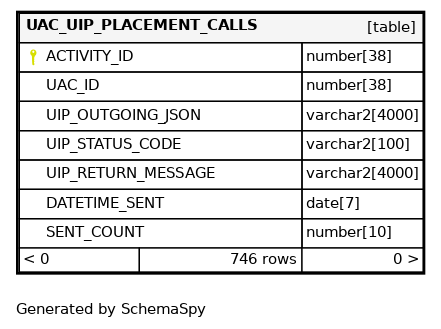 UAC_UIP_PLACEMENT_CALLS [table]
ACTIVITY_ID number[38]
UAC_ID number[38]
UIP_OUTGOING_JSON varchar2[4000]
UIP_STATUS_CODE varchar2[100]
UIP_RETURN_MESSAGE varchar2[4000]
DATETIME_SENT date[7]
SENT_COUNT number[10]
< 0 746 rows 0 >
Generated by SchemaSpy